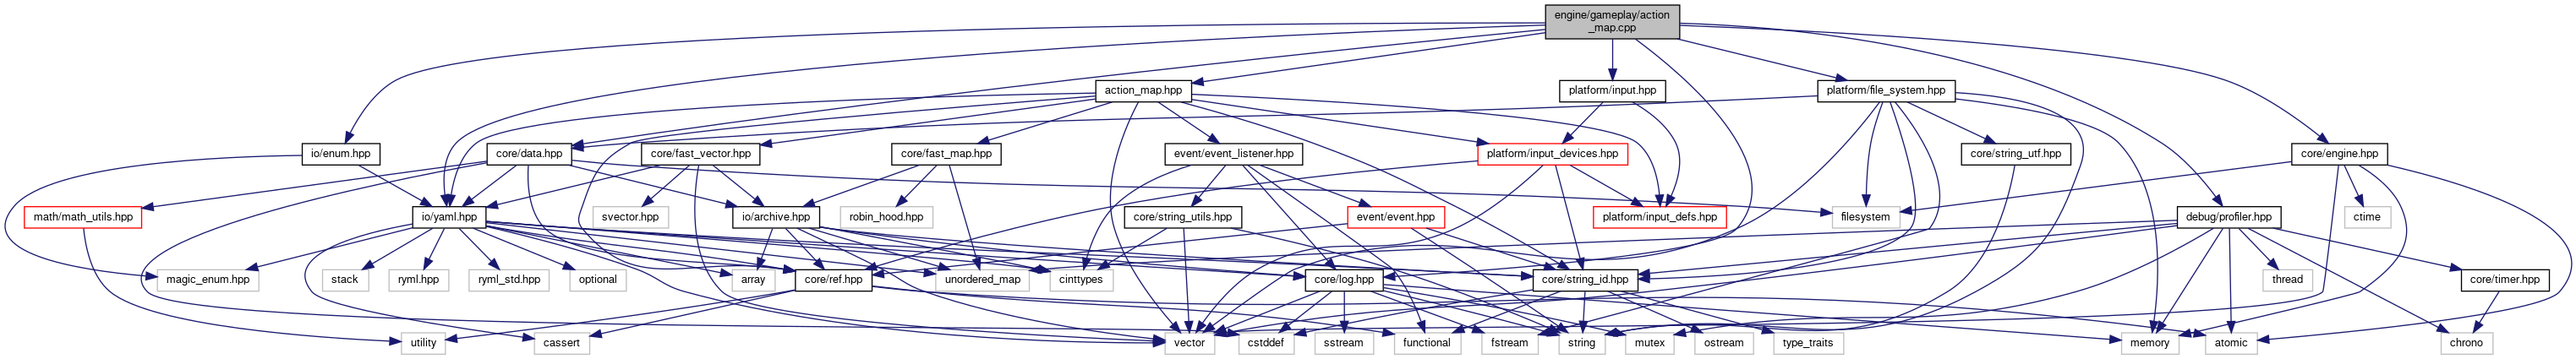 engine/gameplay/action
_map.cpp
action_map.hpp
platform/input.hpp
platform/file_system.hpp
io/enum.hpp
core/data.hpp
core/fast_vector.hpp
core/fast_map.hpp
event/event_listener.hpp
platform/input_devices.hpp
core/string_utf.hpp
core/engine.hpp
math/math_utils.hpp
io/yaml.hpp
svector.hpp
io/archive.hpp
robin_hood.hpp
core/string_utils.hpp
event/event.hpp
platform/input_defs.hpp
filesystem
debug/profiler.hpp
ctime
magic_enum.hpp
stack
ryml.hpp
ryml_std.hpp
optional
array
core/ref.hpp
unordered_map
cinttypes
core/log.hpp
core/string_id.hpp
thread
core/timer.hpp
utility
cassert
vector
cstddef
sstream
functional
fstream
string
mutex
ostream
type_traits
memory
atomic
chrono